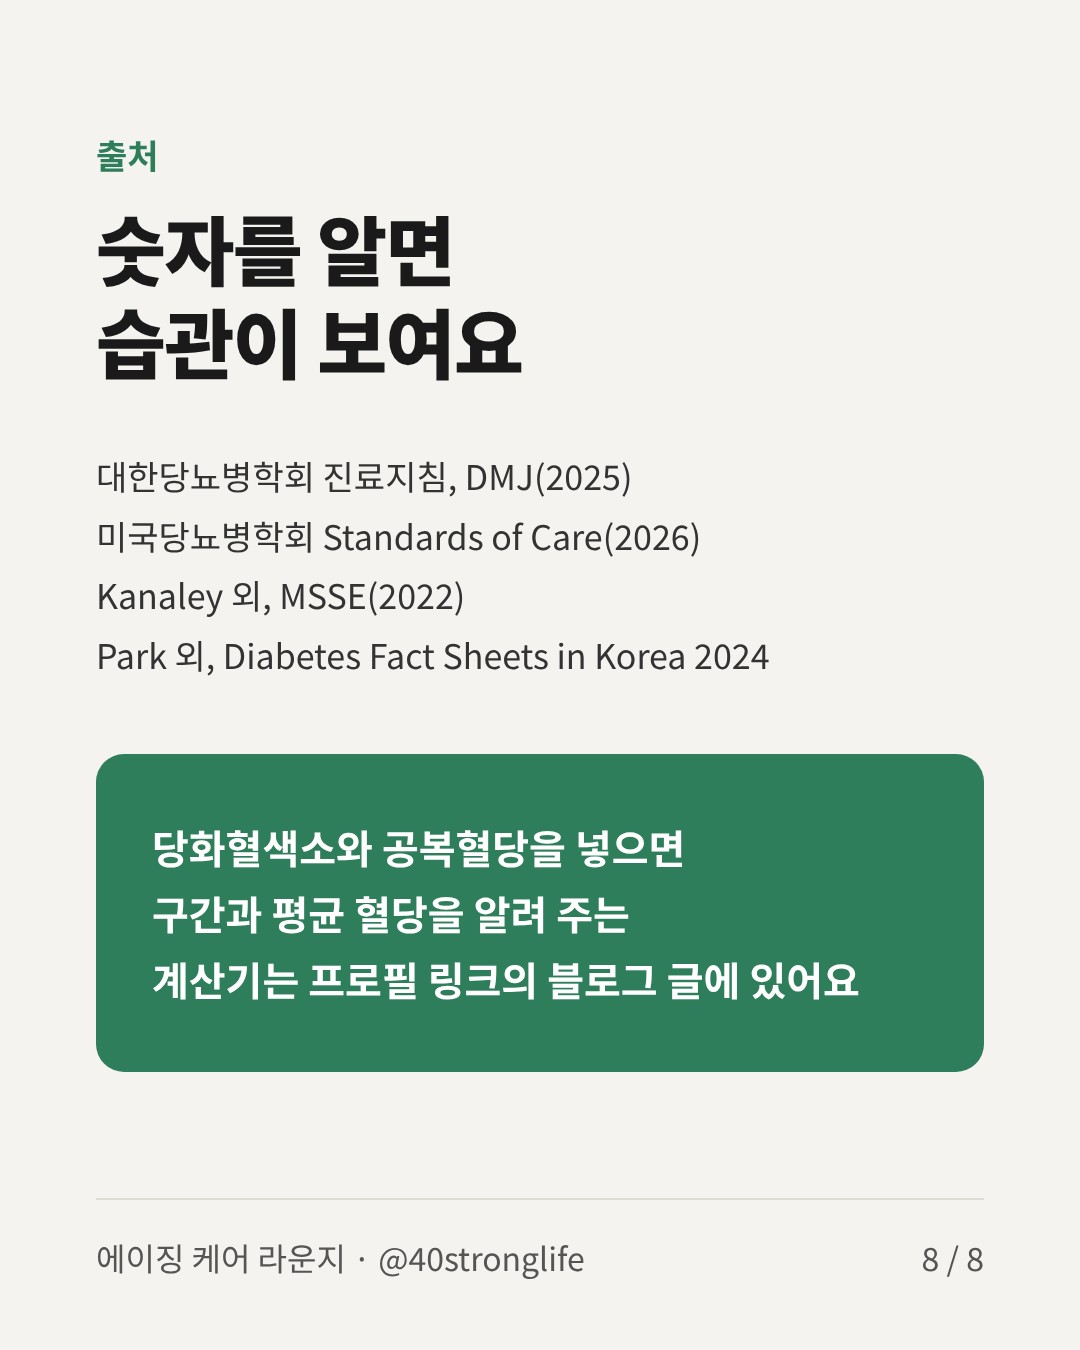 출처
숫자를 알면
습관이 보여요
대한당뇨병학회 진료지침, DMJ(2025)
미국당뇨병학회 Standards of Care(2026)
Kanaley 외, MSSE(2022)
Park 외, Diabetes Fact Sheets in Korea 2024
당화혈색소와 공복혈당을 넣으면
구간과 평균 혈당을 알려 주는
계산기는 프로필 링크의 블로그 글에 있어요
에이징 케어 라운지 · @40stronglife
8 / 8